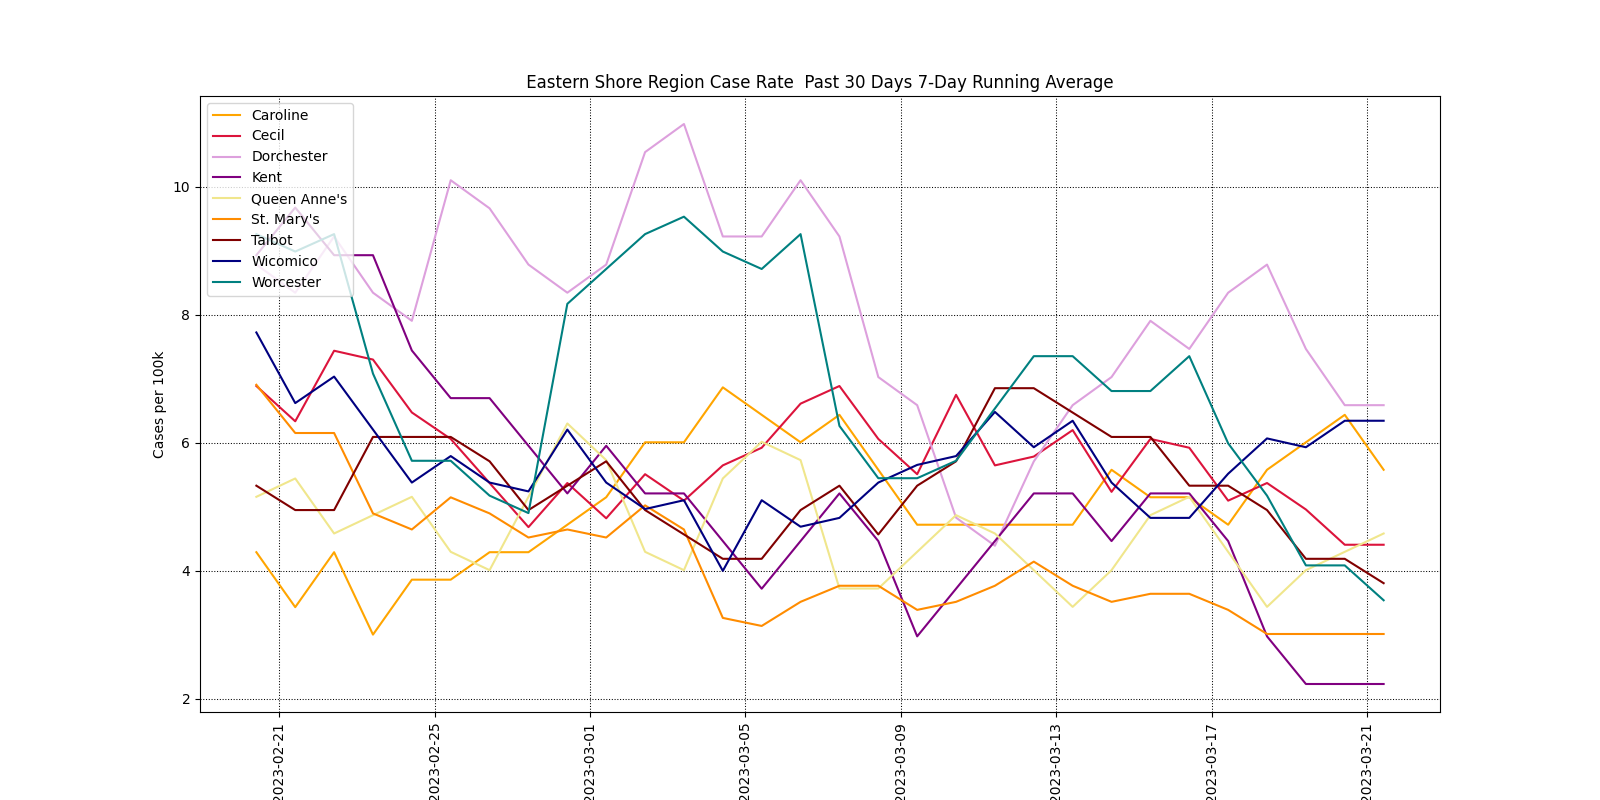 Eastern Shore Region Case Rate  Past 30 Days 7-Day Running Average
Caroline
Cecil
Dorchester
Kent
Queen Anne's
St. Mary's
Talbot
Wicomico
Worcester
Cases per 100k
10
8
6
4
2
2023-02-21
2023-02-25
2023-03-01
2023-03-05
2023-03-09
2023-03-13
2023-03-17
2023-03-21